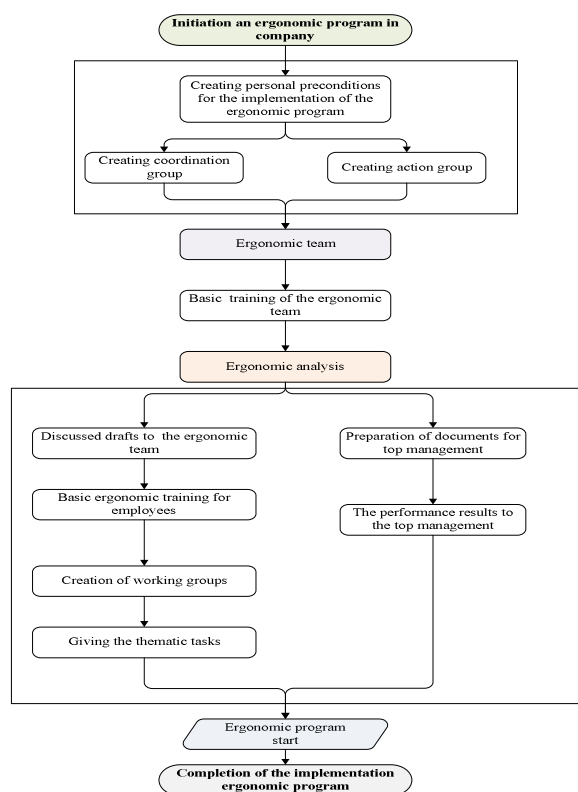 Initiation an ergonomic program in
company
Creating personal preconditions
for the implementation of the
ergonomic program
Creating coordination
group
Creating action group
Ergonomic team
Basic training of the ergonomic
team
Ergonomic analysis
Discussed drafts to the ergonomic
team
Preparation of documents for
top management
Basic ergonomic training for
employees
The performance results to
the top management
Creation of working groups
Giving the thematic tasks
Ergonomic program
start
Completion of the implementation
ergonomic program